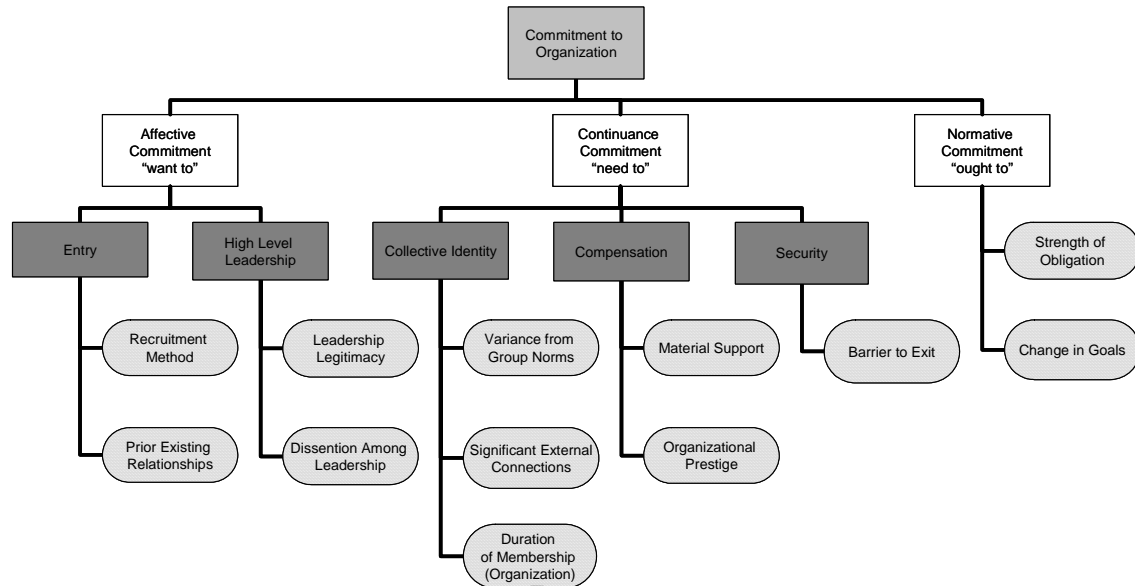 Commitment to
Organization
Affective
Commitment
“want to”
Continuance
Commitment
“need to”
Normative
Commitment
“ought to”
Entry
High Level
Leadership
Collective Identity
Compensation
Security
Strength of
Obligation
Recruitment
Method
Leadership
Legitimacy
Variance from
Group Norms
Material Support
Barrier to Exit
Change in Goals
Prior Existing
Relationships
Dissention Among
Leadership
Significant External
Connections
Organizational
Prestige
Duration
of Membership
(Organization)